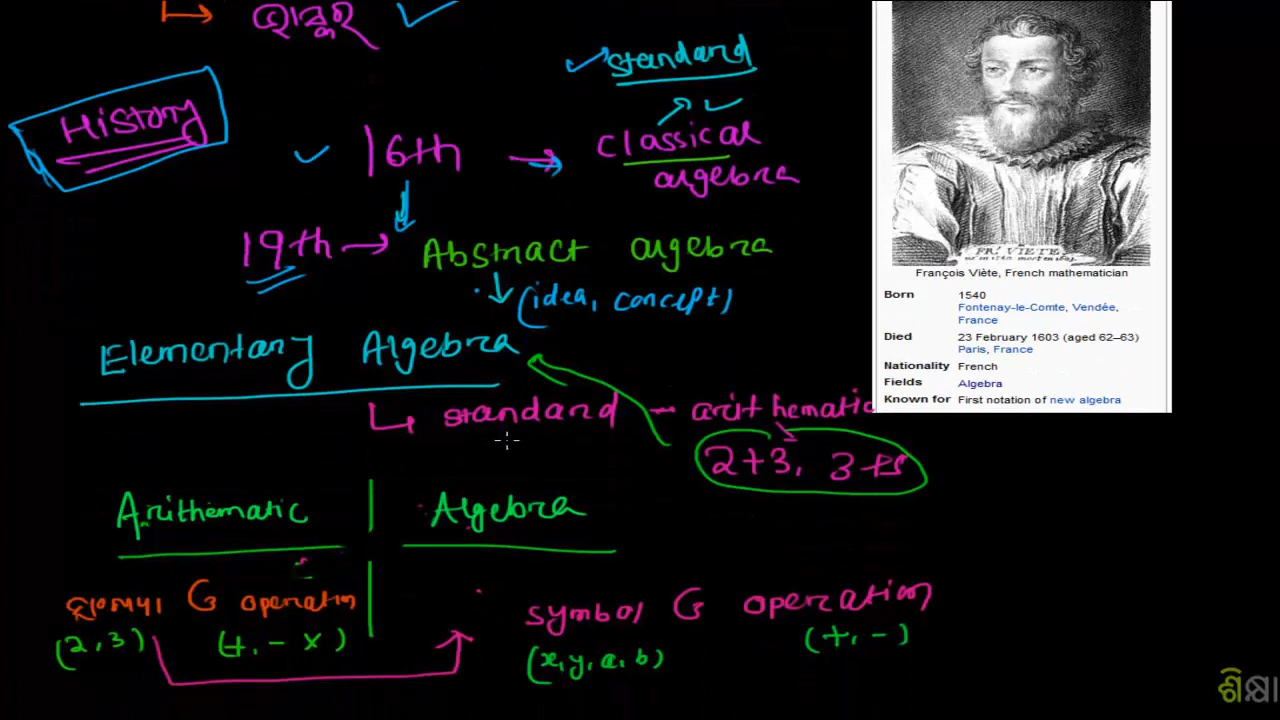 standard
History
16th → Classical
algebra
19th → Abstract algebra
(idea, concept)
Elementary Algebra
standard – arithematic
2+3,
Arithematic | Algebra
ଓ operation
symbol ଓ operation
(2,3) (+, - x)
(+, -)
(x, y, a, b)
FR. VIETE
François Viète, French mathematician
Born 1540
Fontenay-le-Comte, Vendée,
France
Died 23 February 1603 (aged 62–63)
Paris, France
Nationality French
Fields Algebra
Known for First notation of new algebra
ଶିକ୍ଷା